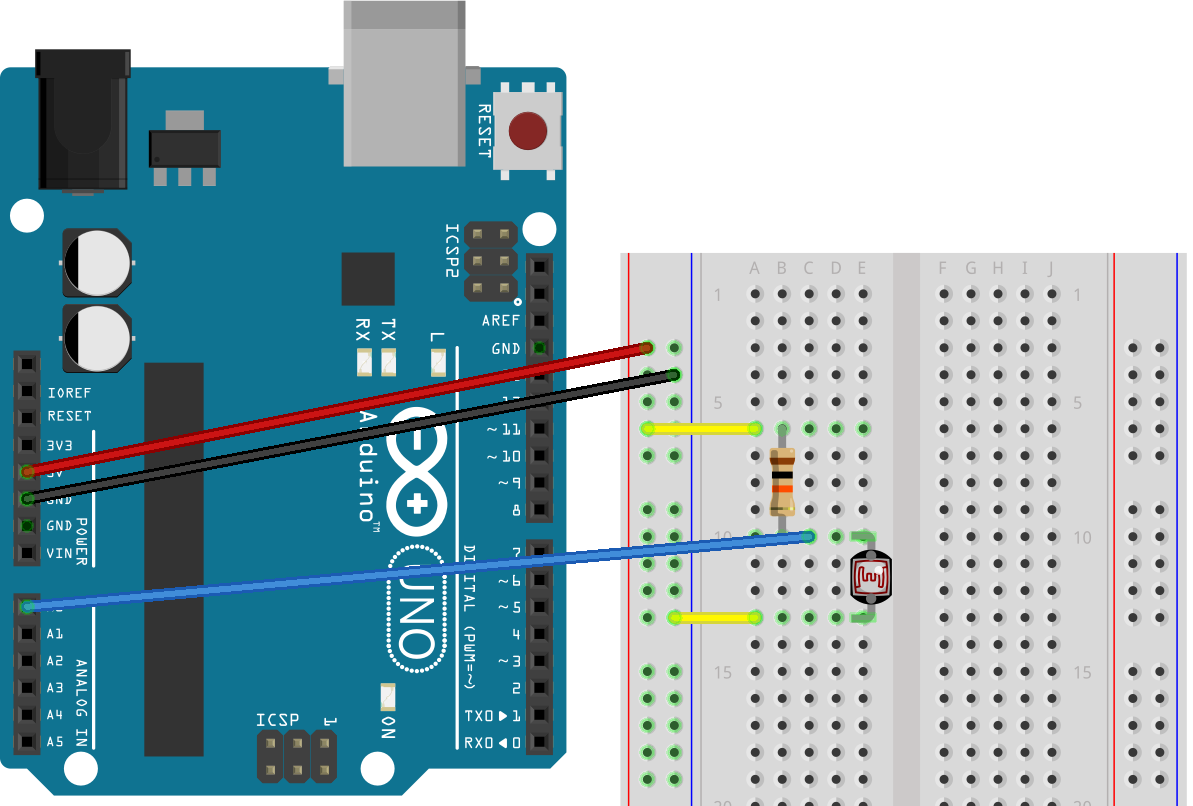 RESET
ICSP2
AREF
GND
RX
TX
L
IOREF
RESET
3V3
5V
GND
GND
VIN
POWER
~11
~10
~9
8
7
~6
~5
4
~3
2
TX0▶1
RX0◀0
DIGITAL (PWM=~)
Arduino™
UNO
A1
A2
A3
A4
A5
ANALOG IN
ICSP
1
ON
A B C D E F G H I J
1 1
5 5
10 10
15 15